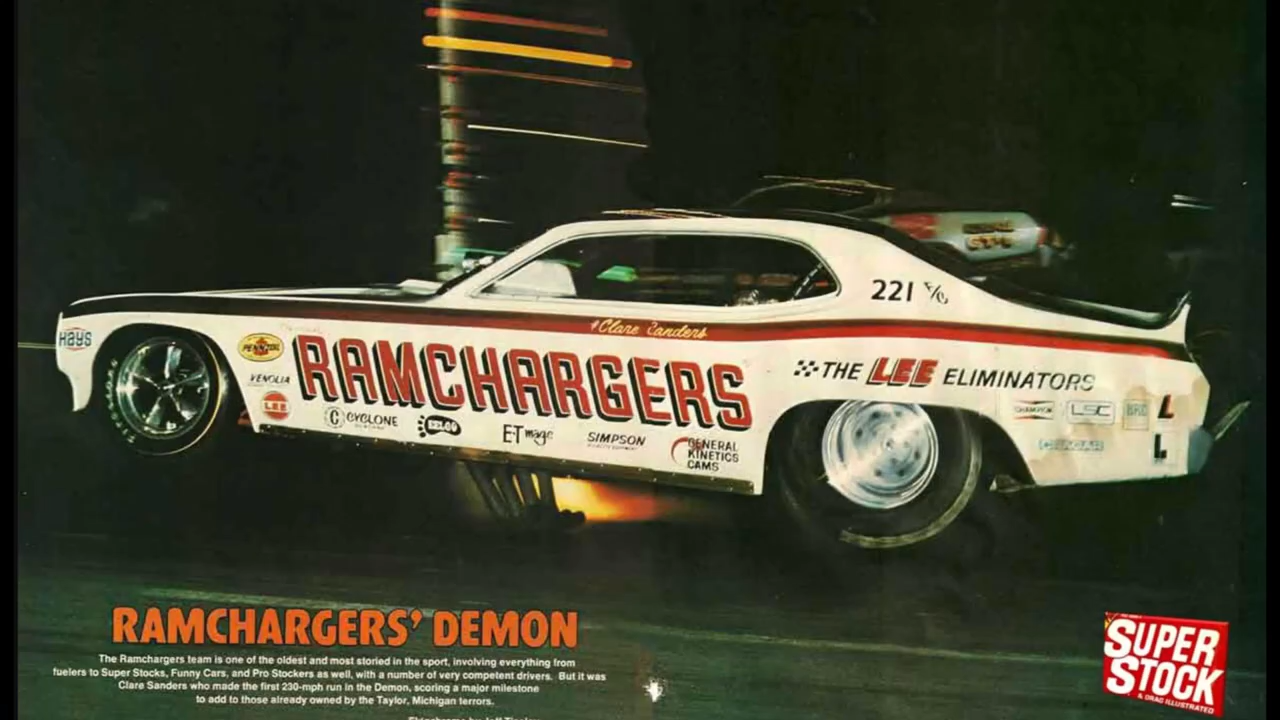 221 %
Clare Sanders
Hays
PENNZOIL
RAMCHARGERS
THE LEE ELIMINATORS
VENOLIA
LEE
CYCLONE
EELCO
E-T mags
SIMPSON
GENERAL
KINETICS
CAMS
CHAMPION
LSC
BRC
L
L
RAMCHARGERS' DEMON
The Ramchargers team is one of the oldest and most storied in the sport, involving everything from
fuelers to Super Stocks, Funny Cars, and Pro Stockers as well, with a number of very competent drivers. But it was
Clare Sanders who made the first 230-mph run in the Demon, scoring a major milestone
to add to those already owned by the Taylor, Michigan terrors.
SUPER
STOCK
& DRAG ILLUSTRATED